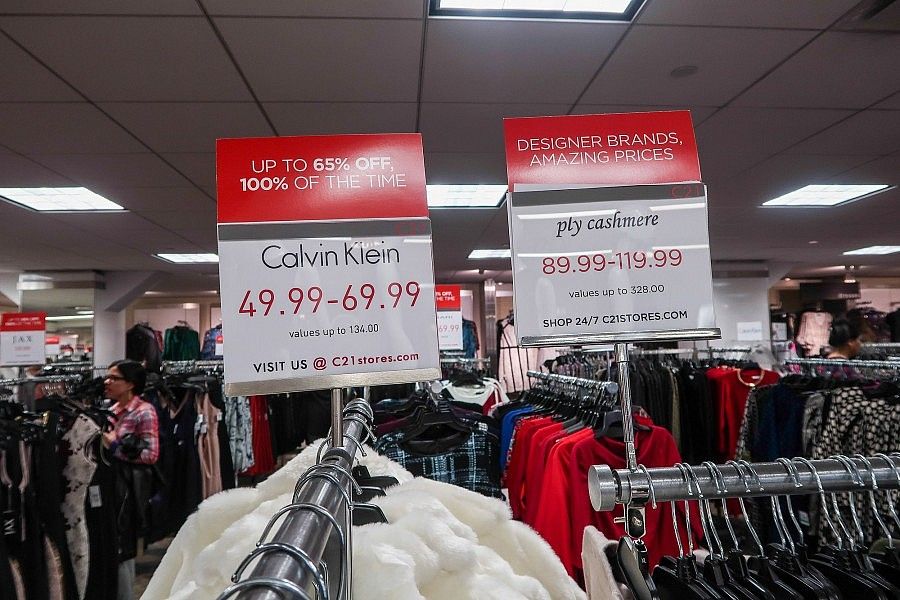 UP TO 65% OFF,
100% OF THE TIME
Calvin Klein
49.99-69.99
values up to 134.00
VISIT US @ C21stores.com
DESIGNER BRANDS,
AMAZING PRICES
C21
ply cashmere
89.99-119.99
values up to 328.00
SHOP 24/7 C21STORES.COM
JAX